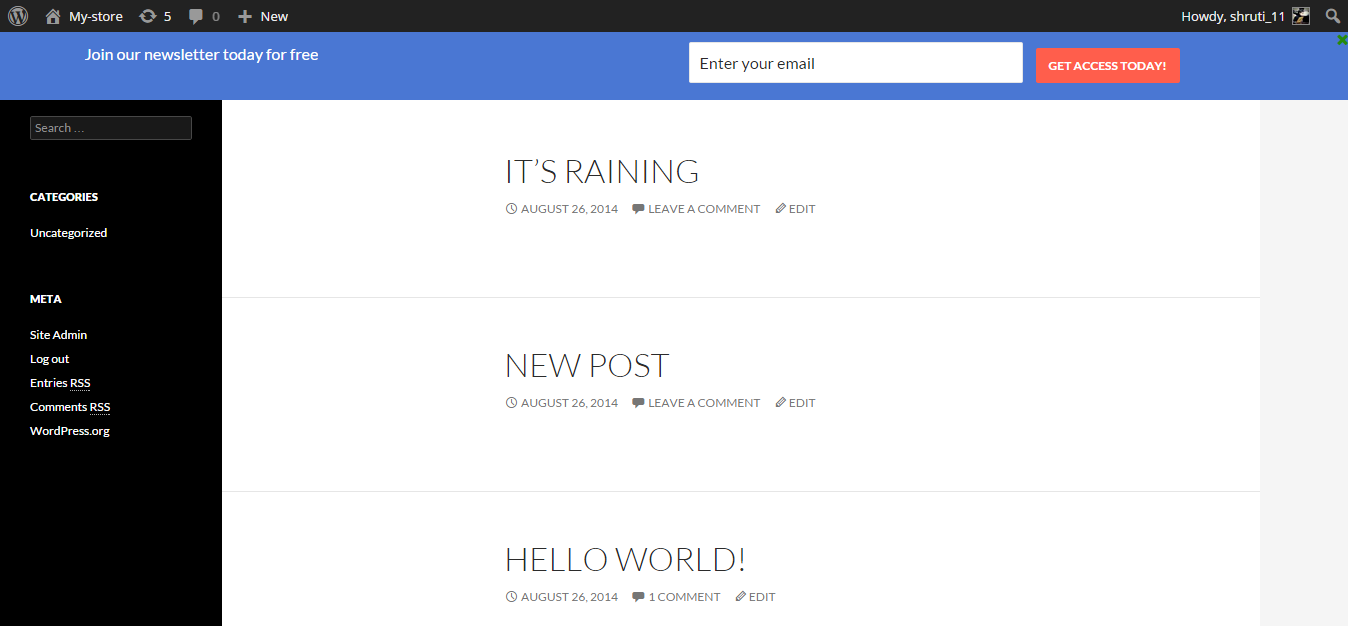 My-store 5 0 New Howdy, shruti_11
Join our newsletter today for free Enter your email GET ACCESS TODAY!
Search ...
CATEGORIES
Uncategorized
META
Site Admin
Log out
Entries RSS
Comments RSS
WordPress.org
IT’S RAINING
AUGUST 26, 2014 LEAVE A COMMENT EDIT
NEW POST
AUGUST 26, 2014 LEAVE A COMMENT EDIT
HELLO WORLD!
AUGUST 26, 2014 1 COMMENT EDIT